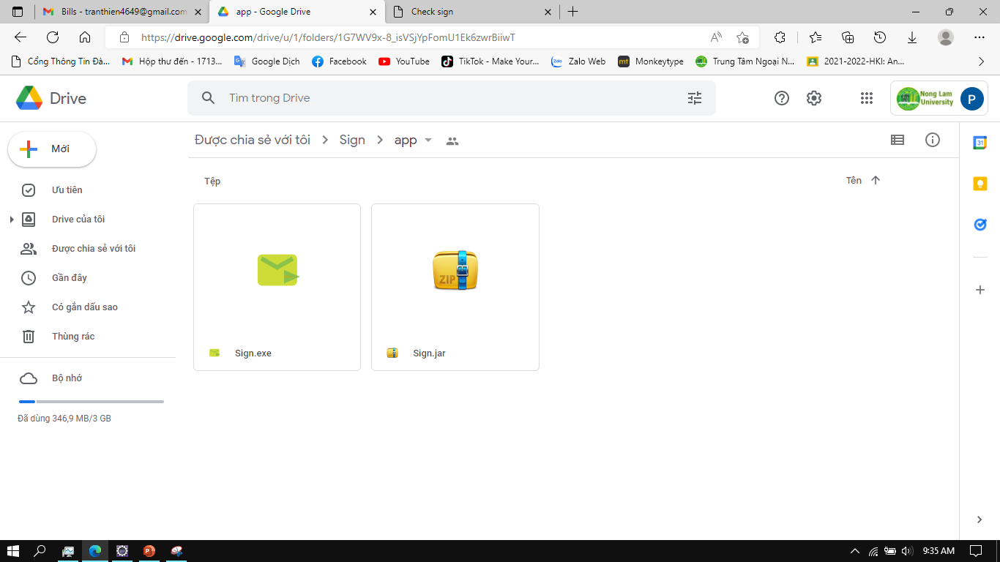 Bills - tranthien4649@gmail.com
app - Google Drive
Check sign
https://drive.google.com/drive/u/1/folders/1G7WV9x-8_isVSjYpFomU1Ek6zwrBiiwT
Cổng Thông Tin Đà...
Hộp thư đến - 1713...
Google Dịch
Facebook
YouTube
TikTok - Make Your...
Zalo Web
Monkeytype
Trung Tâm Ngoại N...
2021-2022-HKI: An...
Drive
Tìm trong Drive
Nong Lam
University
P
Mới
Được chia sẻ với tôi
Sign
app
Ưu tiên
Drive của tôi
Được chia sẻ với tôi
Gần đây
Có gắn dấu sao
Thùng rác
Bộ nhớ
Đã dùng 346,9 MB/3 GB
Tệp
Tên
ZIP
Sign.exe
Sign.jar
31
9:35 AM